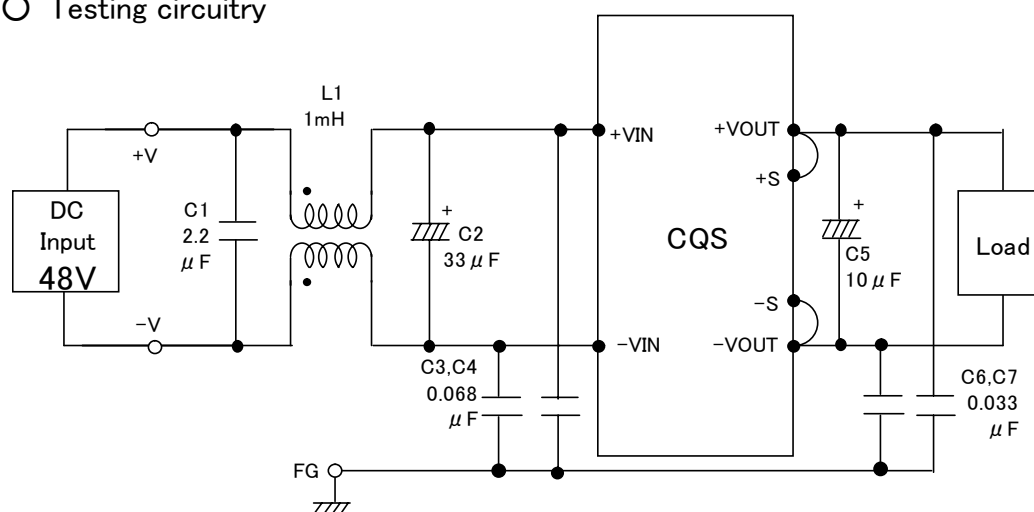 ○ Testing circuitry
L1
1mH
+V
DC
Input
48V
-V
C1
2.2
μF
+
C2
33μF
C3,C4
0.068
μF
FG
+VIN
-VIN
CQS
+VOUT
+S
-S
-VOUT
+
C5
10μF
Load
C6,C7
0.033
μF